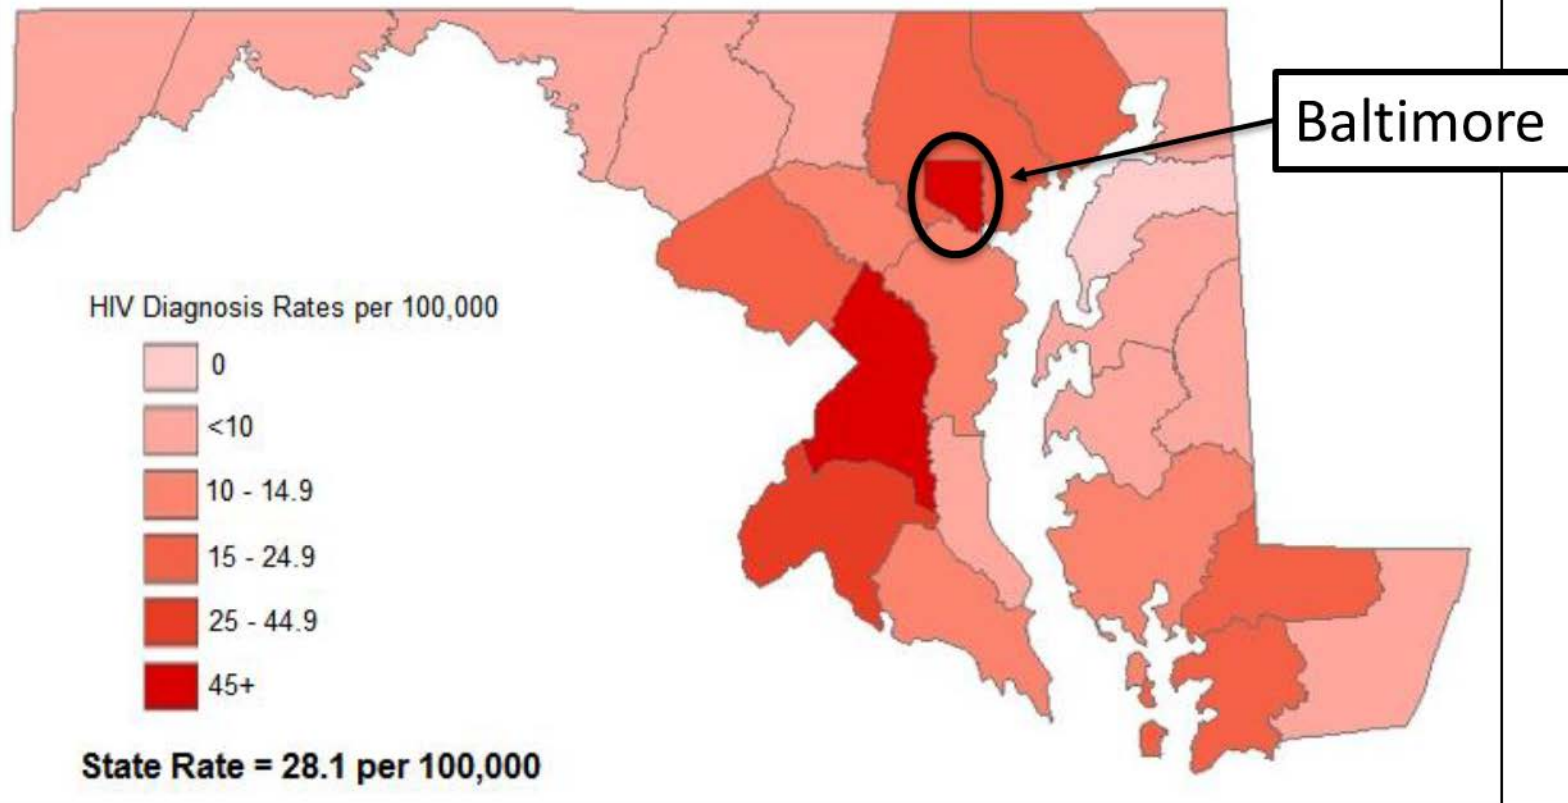 Baltimore
HIV Diagnosis Rates per 100,000
0
<10
10 - 14.9
15 - 24.9
25 - 44.9
45+
State Rate = 28.1 per 100,000